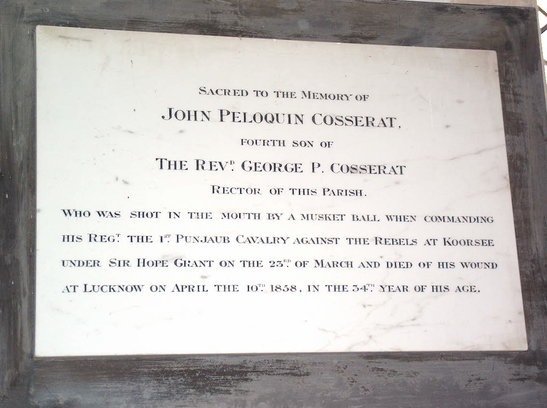 SACRED TO THE MEMORY OF
JOHN PELOQUIN COSSERAT,
FOURTH SON OF
THE REVD. GEORGE P. COSSERAT
RECTOR OF THIS PARISH.
WHO WAS SHOT IN THE MOUTH BY A MUSKET BALL WHEN COMMANDING
HIS REGT. THE 1ST PUNJAUB CAVALRY AGAINST THE REBELS AT KOORSEE
UNDER SIR HOPE GRANT ON THE 23RD. OF MARCH AND DIED OF HIS WOUND
AT LUCKNOW ON APRIL THE 10TH. 1858, IN THE 34TH. YEAR OF HIS AGE.